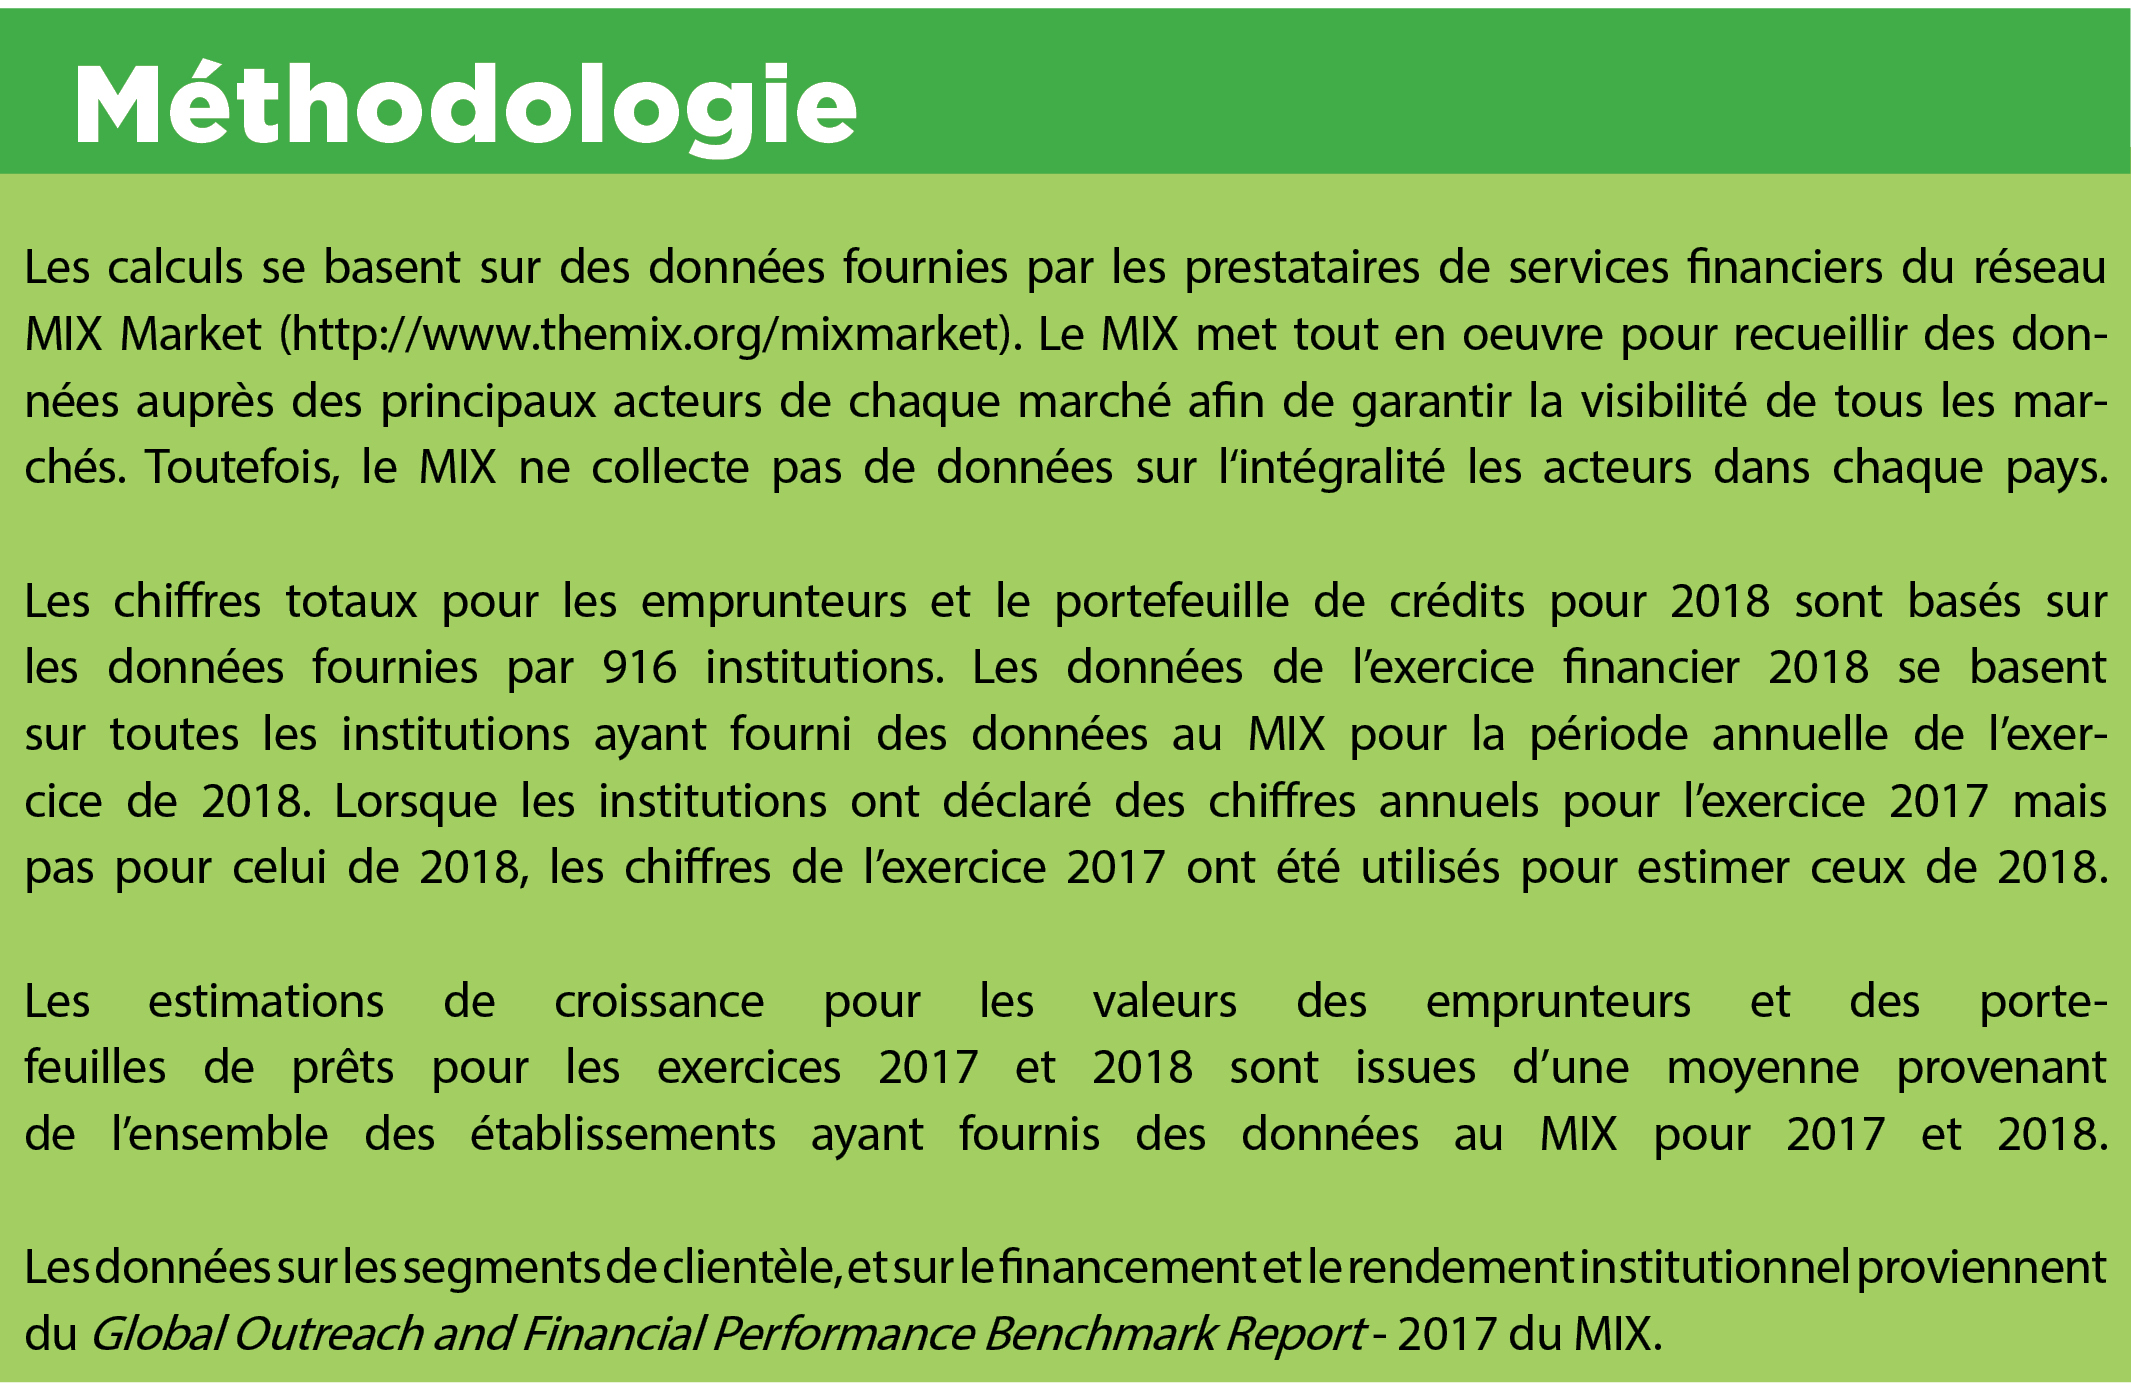 Méthodologie
Les calculs se basent sur des données fournies par les prestataires de services financiers du réseau
MIX Market (http://www.themix.org/mixmarket). Le MIX met tout en oeuvre pour recueillir des don-
nées auprès des principaux acteurs de chaque marché afin de garantir la visibilité de tous les mar-
chés. Toutefois, le MIX ne collecte pas de données sur l‘intégralité les acteurs dans chaque pays.
Les chiffres totaux pour les emprunteurs et le portefeuille de crédits pour 2018 sont basés sur
les données fournies par 916 institutions. Les données de l’exercice financier 2018 se basent
sur toutes les institutions ayant fourni des données au MIX pour la période annuelle de l’exer-
cice de 2018. Lorsque les institutions ont déclaré des chiffres annuels pour l’exercice 2017 mais
pas pour celui de 2018, les chiffres de l’exercice 2017 ont été utilisés pour estimer ceux de 2018.
Les estimations de croissance pour les valeurs des emprunteurs et des porte-
feuilles de prêts pour les exercices 2017 et 2018 sont issues d’une moyenne provenant
de l’ensemble des établissements ayant fournis des données au MIX pour 2017 et 2018.
Les données sur les segments de clientèle, et sur le financement et le rendement institutionnel proviennent
du Global Outreach and Financial Performance Benchmark Report - 2017 du MIX.